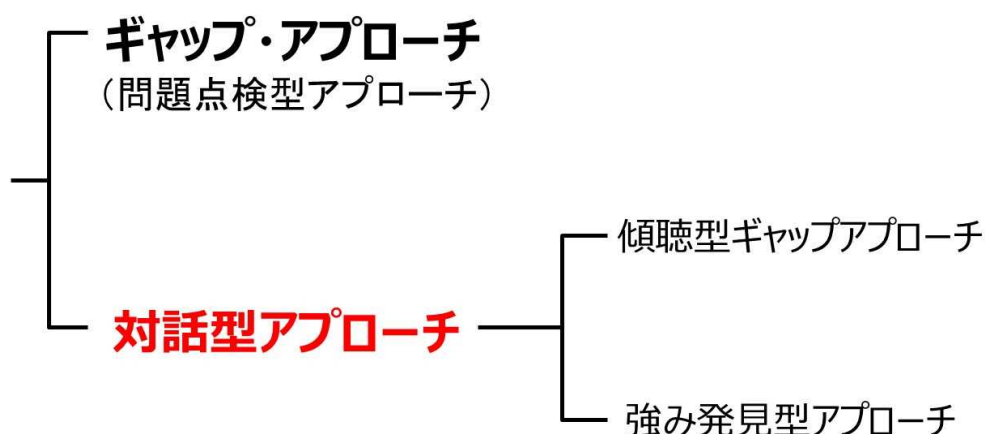 ギャップ・アプローチ
（問題点検型アプローチ）
傾聴型ギャップアプローチ
対話型アプローチ
強み発見型アプローチ